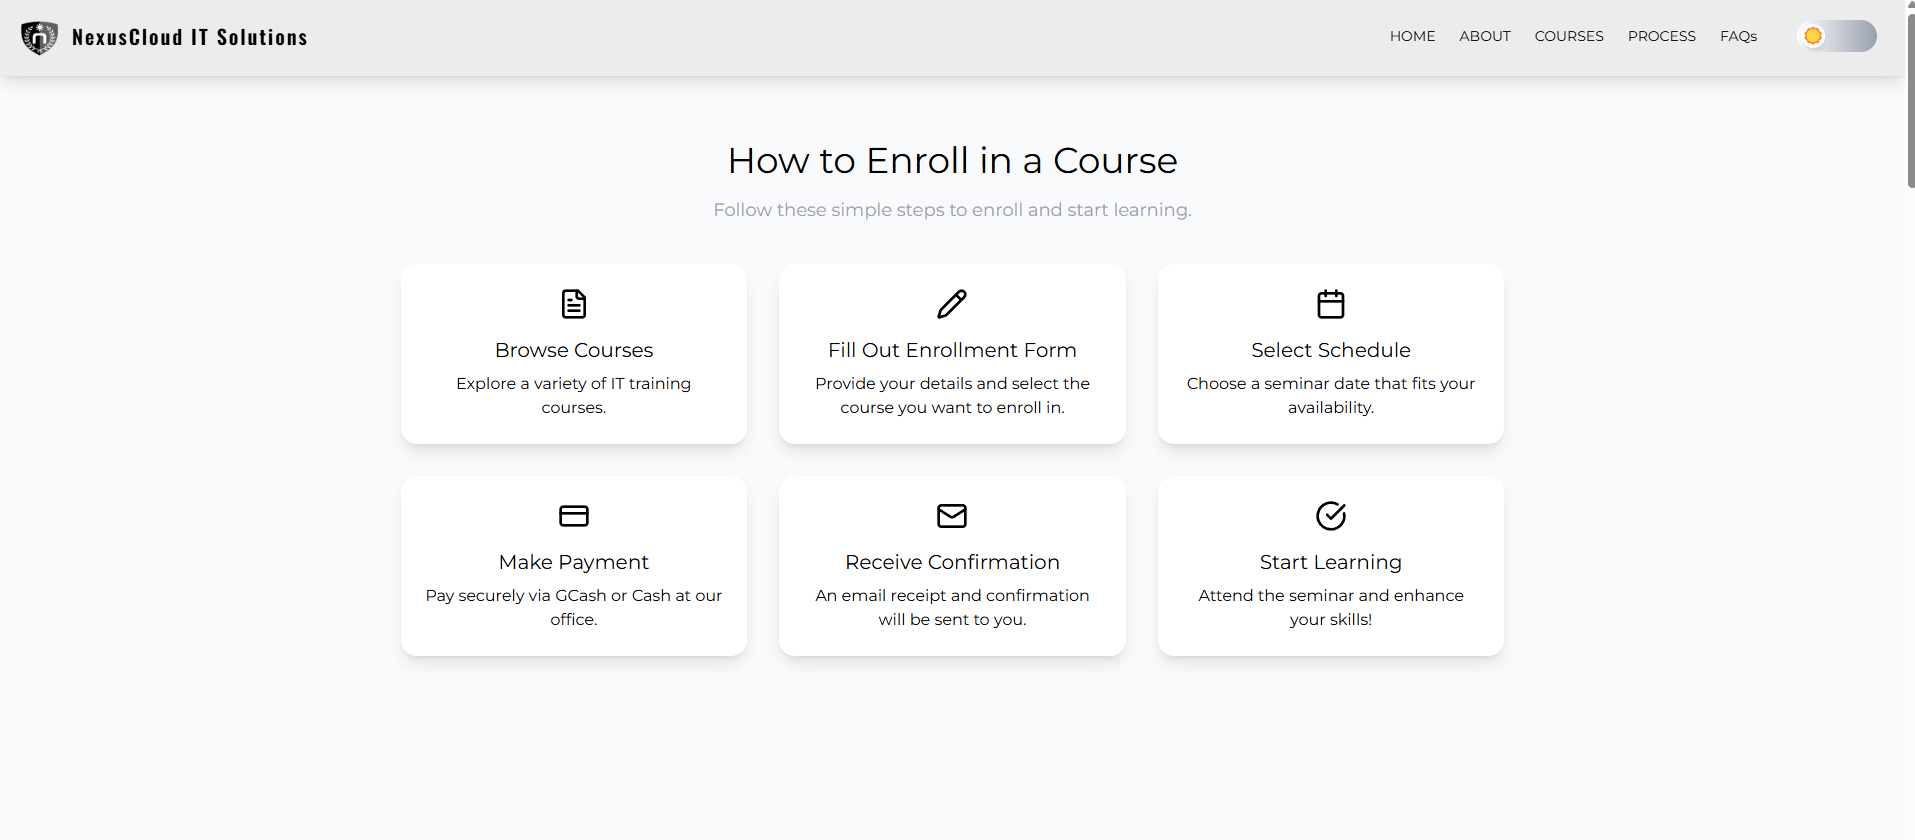 NexusCloud IT Solutions
HOME ABOUT COURSES PROCESS FAQs
How to Enroll in a Course
Follow these simple steps to enroll and start learning.
Browse Courses
Explore a variety of IT training
courses.
Fill Out Enrollment Form
Provide your details and select the
course you want to enroll in.
Select Schedule
Choose a seminar date that fits your
availability.
Make Payment
Pay securely via GCash or Cash at our
office.
Receive Confirmation
An email receipt and confirmation
will be sent to you.
Start Learning
Attend the seminar and enhance
your skills!